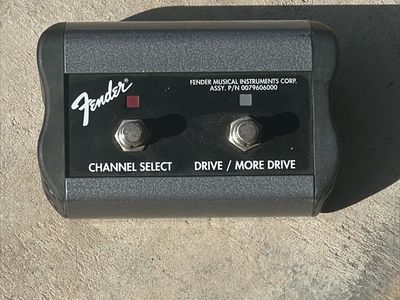 Fender®
FENDER MUSICAL INSTRUMENTS CORP.
ASSY. P/N 0079606000
CHANNEL SELECT
DRIVE / MORE DRIVE